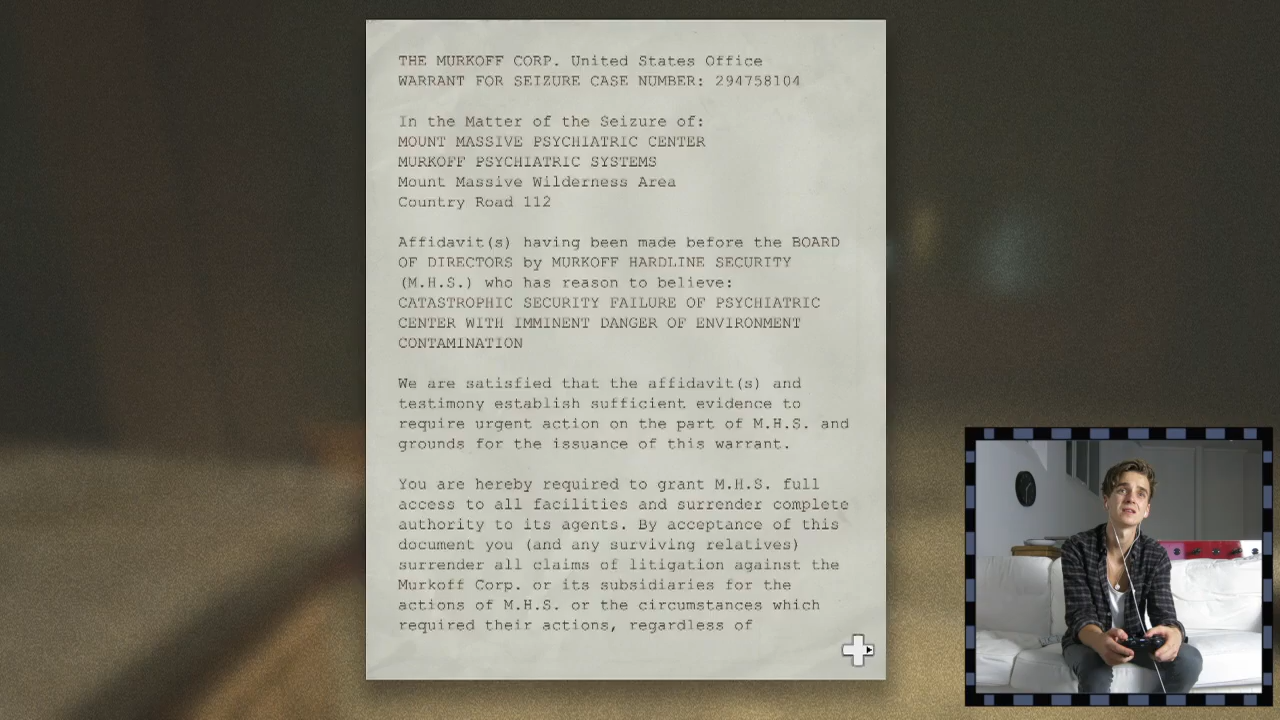 THE MURKOFF CORP. United States Office
WARRANT FOR SEIZURE CASE NUMBER: 294758104
In the Matter of the Seizure of:
MOUNT MASSIVE PSYCHIATRIC CENTER
MURKOFF PSYCHIATRIC SYSTEMS
Mount Massive Wilderness Area
Country Road 112
Affidavit(s) having been made before the BOARD
OF DIRECTORS by MURKOFF HARDLINE SECURITY
(M.H.S.) who has reason to believe:
CATASTROPHIC SECURITY FAILURE OF PSYCHIATRIC
CENTER WITH IMMINENT DANGER OF ENVIRONMENT
CONTAMINATION
We are satisfied that the affidavit(s) and
testimony establish sufficient evidence to
require urgent action on the part of M.H.S. and
grounds for the issuance of this warrant.
You are hereby required to grant M.H.S. full
access to all facilities and surrender complete
authority to its agents. By acceptance of this
document you (and any surviving relatives)
surrender all claims of litigation against the
Murkoff Corp. or its subsidiaries for the
actions of M.H.S. or the circumstances which
required their actions, regardless of